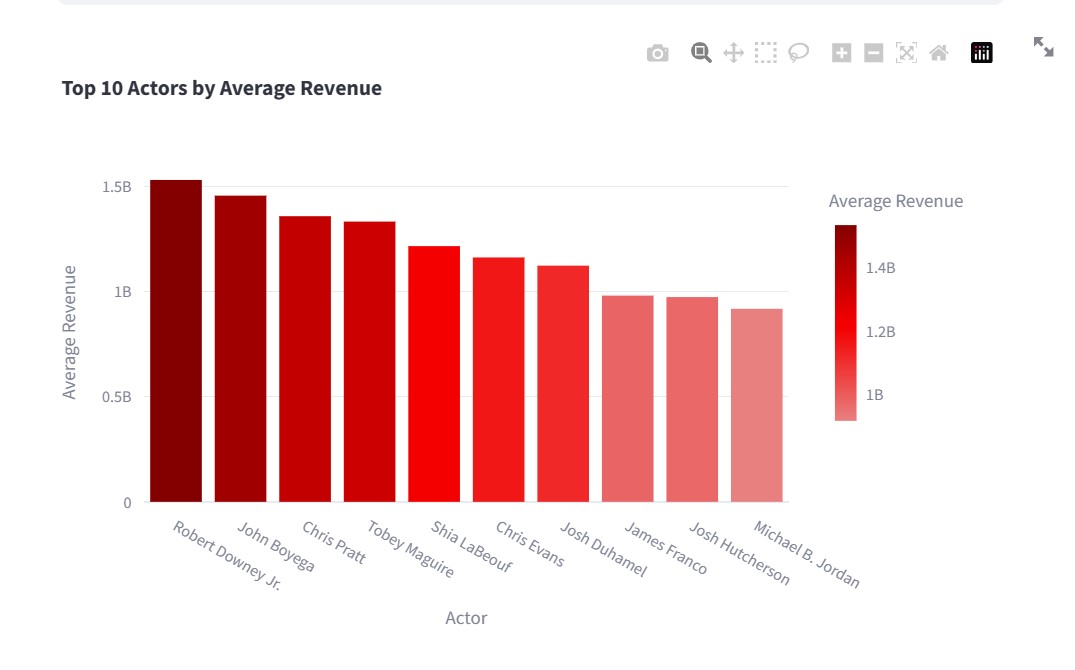 Top 10 Actors by Average Revenue
1.5B
1B
0.5B
0
Average Revenue
Robert Downey Jr.
John Boyega
Chris Pratt
Tobey Maguire
Shia LaBeouf
Chris Evans
Josh Duhamel
James Franco
Josh Hutcherson
Michael B. Jordan
Actor
Average Revenue
1.4B
1.2B
1B